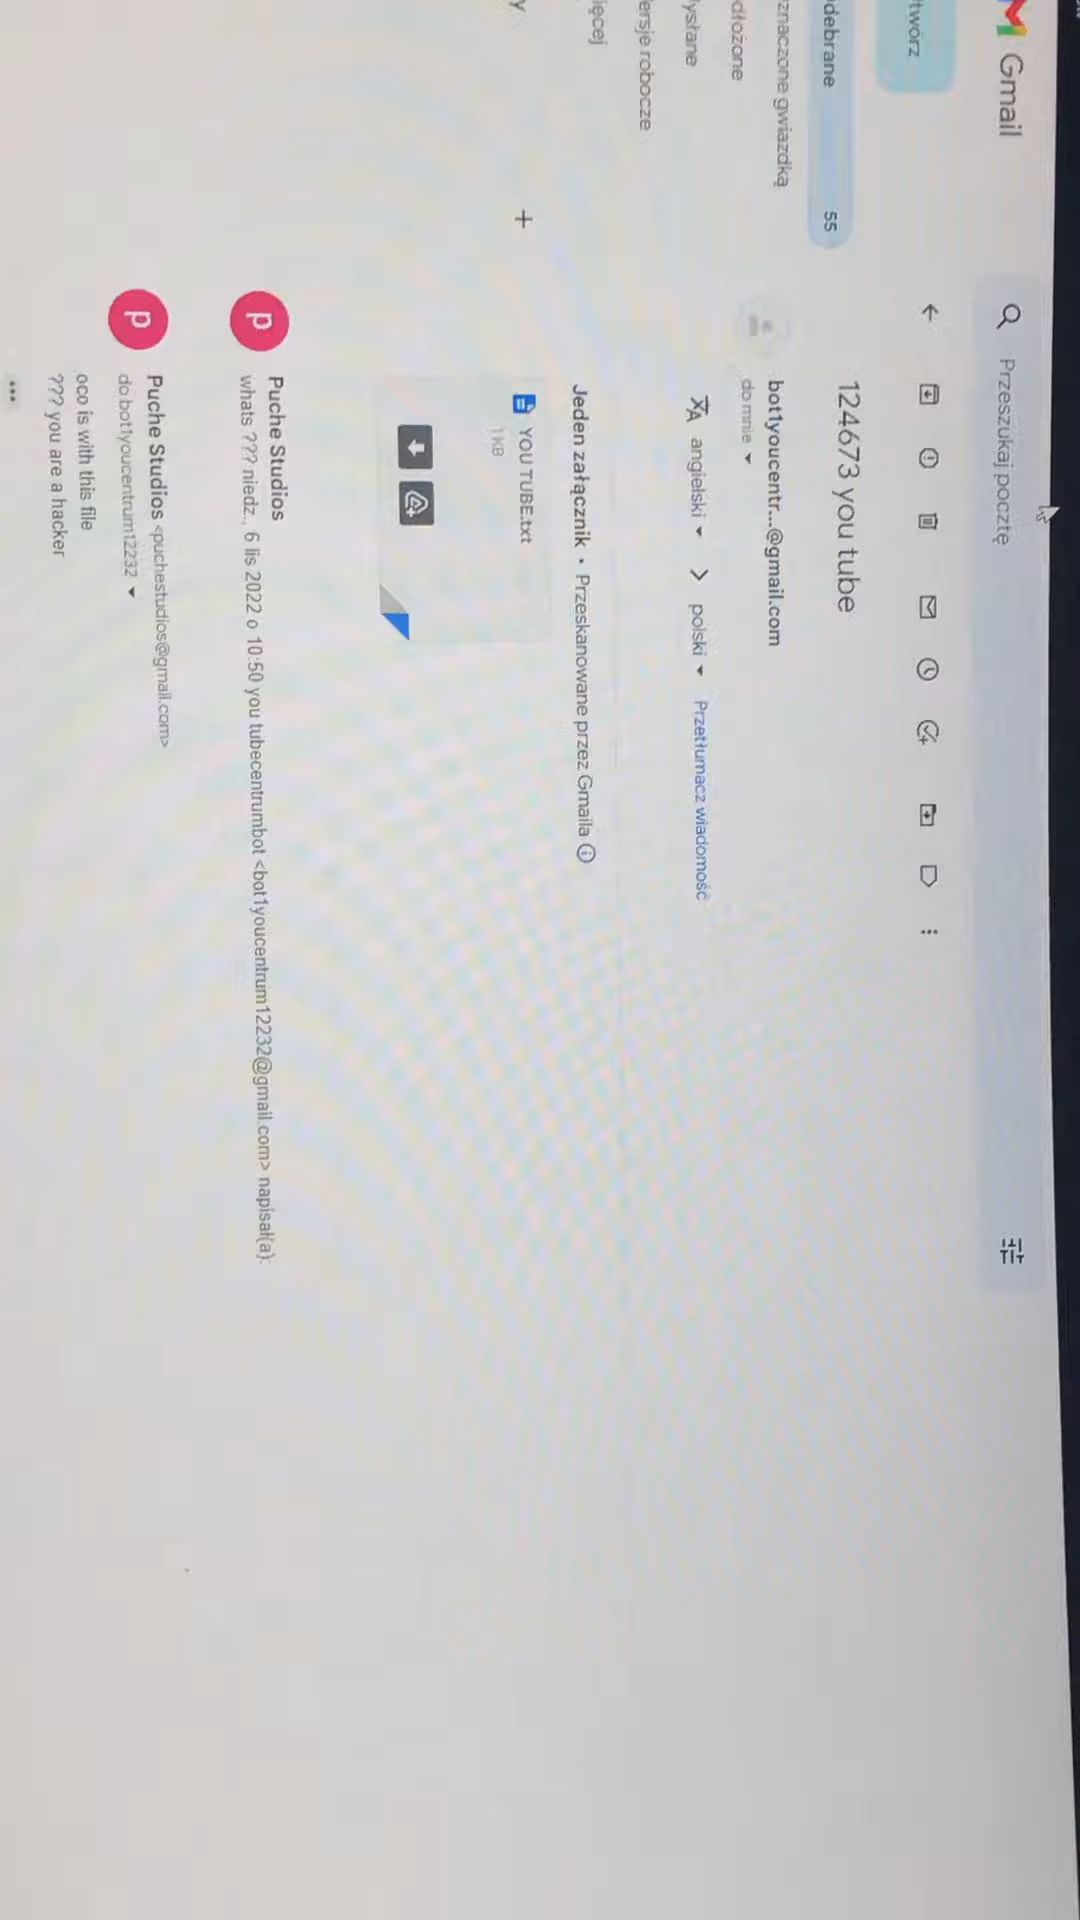 Gmail
Przeszukaj pocztę
twórz
debrane 55
znaczone gwiazdką
dłożone
ysłane
ersje robocze
ięcej
y +
124673 you tube
bot1youcentr...@gmail.com
do mnie
angielski > polski Przetłumacz wiadomość
Jeden załącznik • Przeskanowane przez Gmaila
YOU TUBE.txt
1 KB
p Puche Studios
whats ??? niedz., 6 lis 2022 o 10:50 you tubecentrumbot <bot1youcentrum12232@gmail.com> napisał(a):
p Puche Studios <puchestudios@gmail.com>
do bot1youcentrum12232
oco is with this file
??? you are a hacker
...